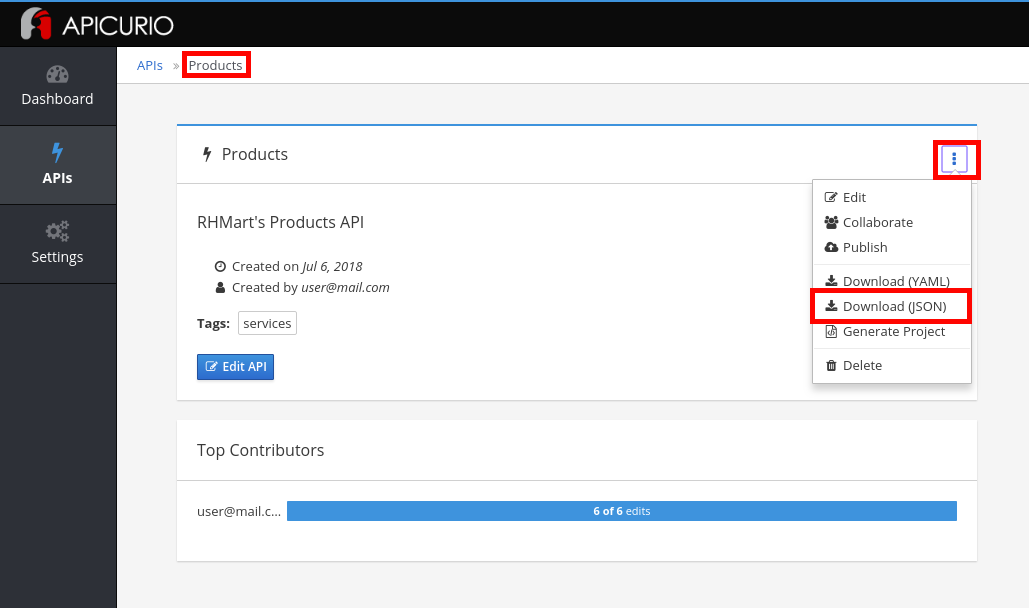 APICURIO
APIs » Products
Dashboard
APIs
Settings
Products
Edit
Collaborate
Publish
Download (YAML)
Download (JSON)
Generate Project
Delete
RHMart's Products API
Created on Jul 6, 2018
Created by user@mail.com
Tags: services
Edit API
Top Contributors
user@mail.c... 6 of 6 edits